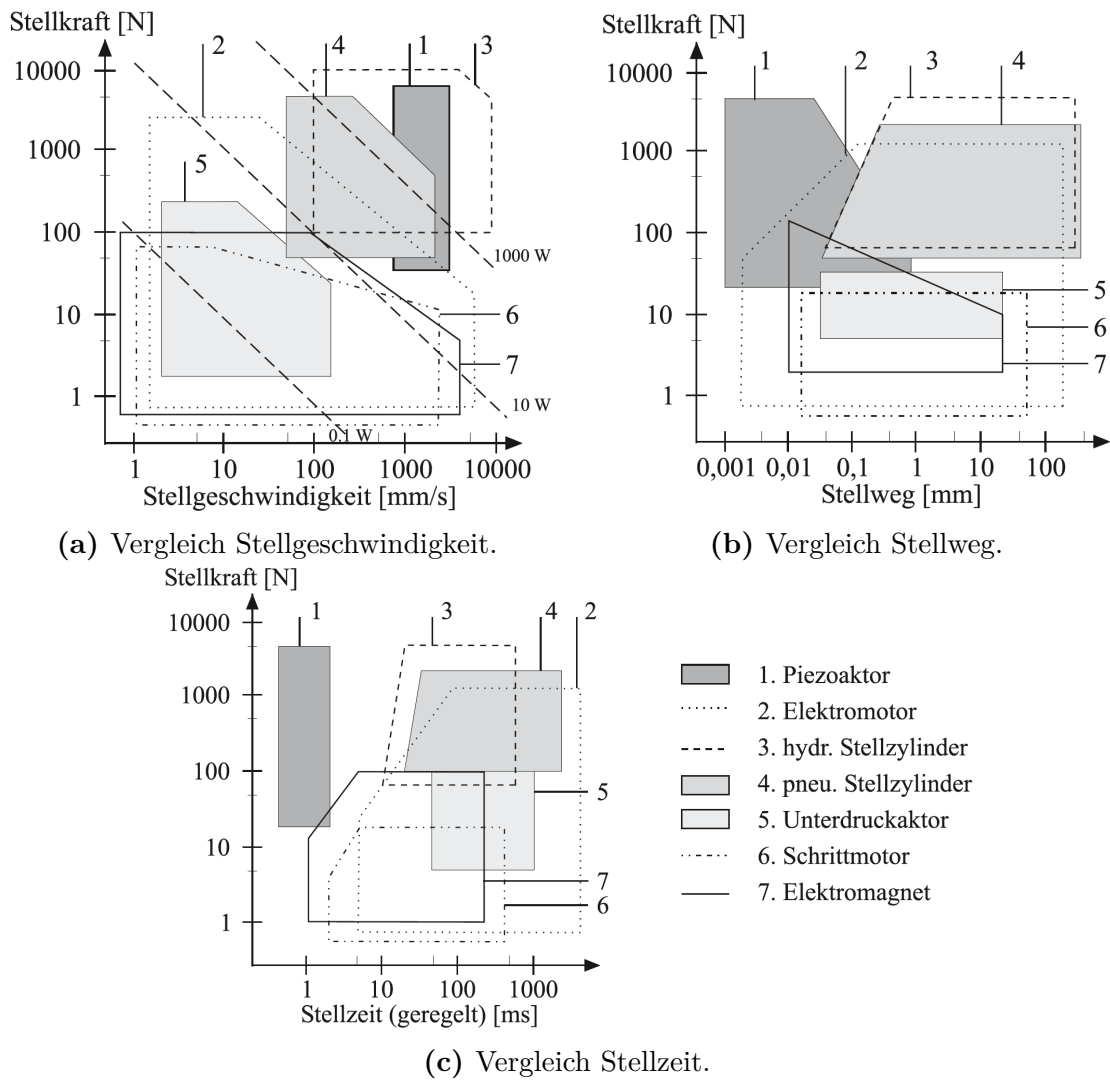 Stellkraft [N]
2 4 1 3
10000
1000
5
100
1000 W
10
6
7
1
10 W
0.1 W
1 10 100 1000 10000
Stellgeschwindigkeit [mm/s]
(a) Vergleich Stellgeschwindigkeit.
Stellkraft [N]
1 2 3 4
10000
1000
100
5
10
6
7
1
0,001 0,01 0,1 1 10 100
Stellweg [mm]
(b) Vergleich Stellweg.
Stellkraft [N]
1 3 4 2
10000
1000
100
5
10
7
6
1
1 10 100 1000
Stellzeit (geregelt) [ms]
1. Piezoaktor
2. Elektromotor
3. hydr. Stellzylinder
4. pneu. Stellzylinder
5. Unterdruckaktor
6. Schrittmotor
7. Elektromagnet
(c) Vergleich Stellzeit.